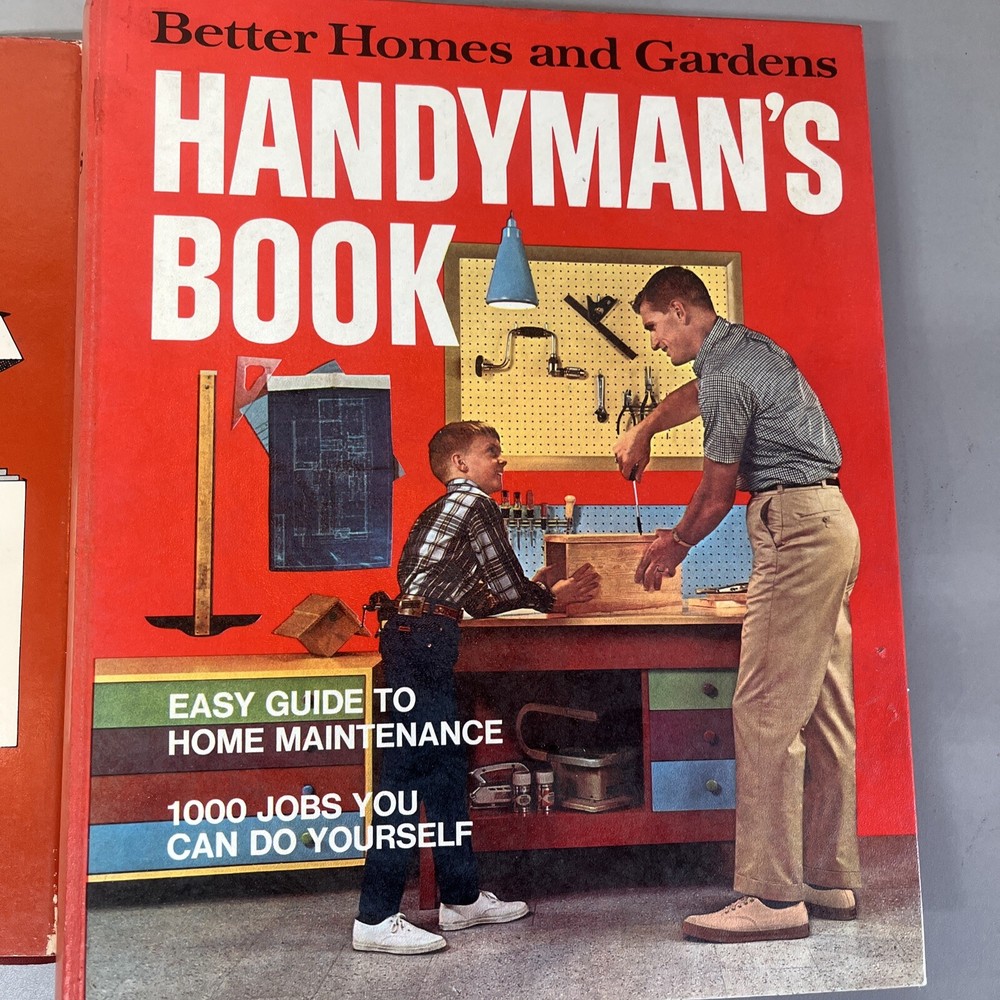 Better Homes and Gardens
HANDYMAN'S
BOOK
EASY GUIDE TO
HOME MAINTENANCE
1000 JOBS YOU
CAN DO YOURSELF